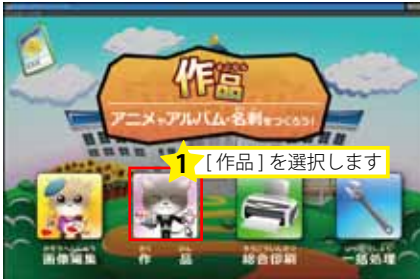 作品
アニメやアルバム・名刺をつくろう!
1 [作品]を選択します
画像編集 作品 総合印刷 一括処理